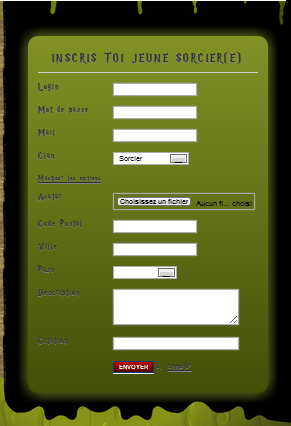 INSCRIS TOI JEUNE SORCIER(E)
Login
Mot de passe
Mail
Clan
Sorcier
Masquer les options
Avatar
Choisissez un fichier
Aucun fi... choisi
Code Postal
Ville
Pays
Description
Citation
ENVOYER